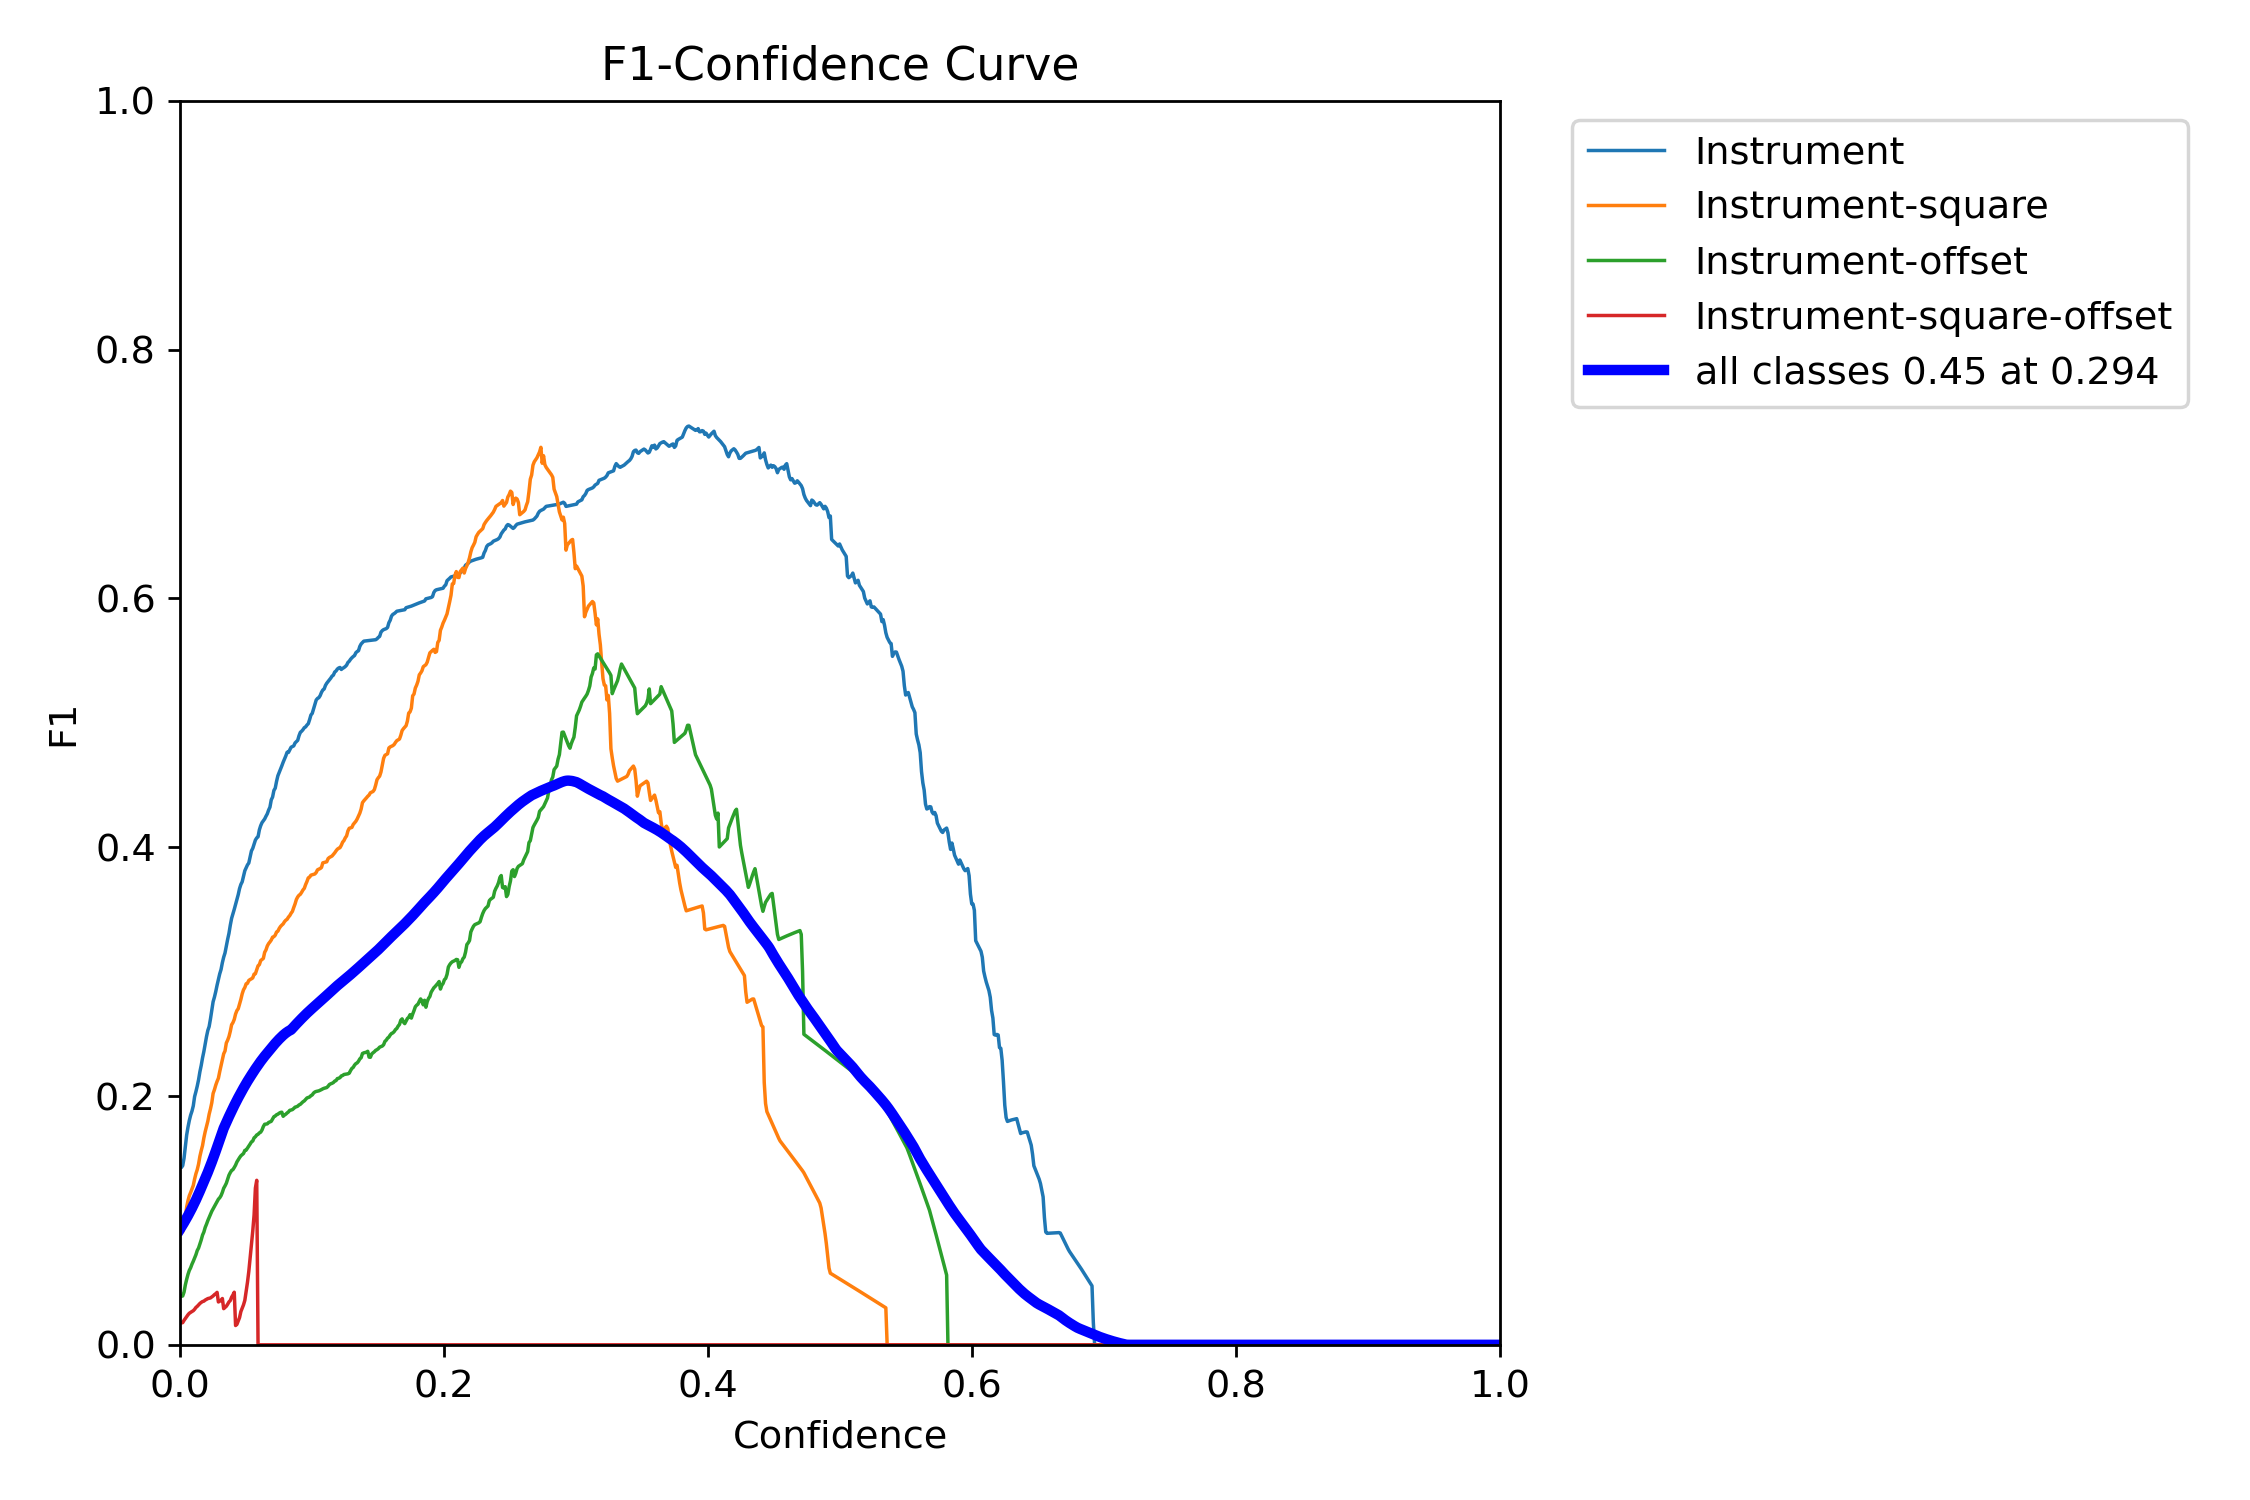 F1-Confidence Curve
1.0
0.8
0.6
0.4
0.2
0.0
F1
0.0 0.2 0.4 0.6 0.8 1.0
Confidence
Instrument
Instrument-square
Instrument-offset
Instrument-square-offset
all classes 0.45 at 0.294